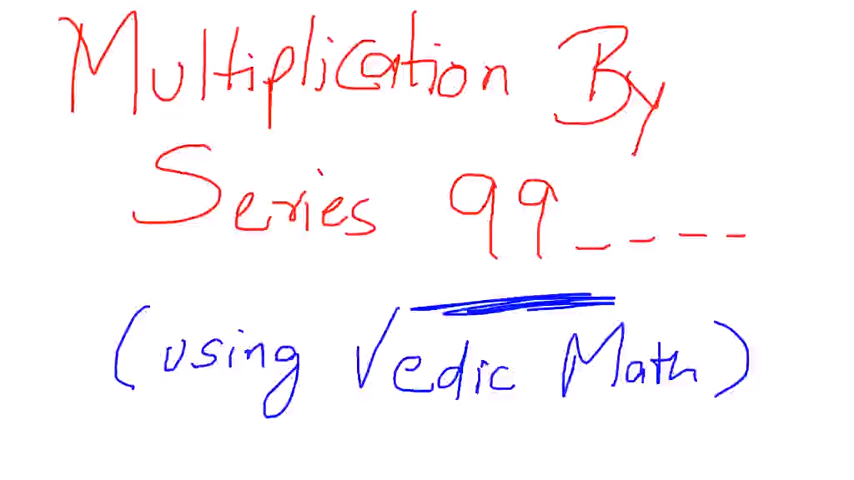 Multiplication By
Series 99_ _ _ _
(using Vedic Math)